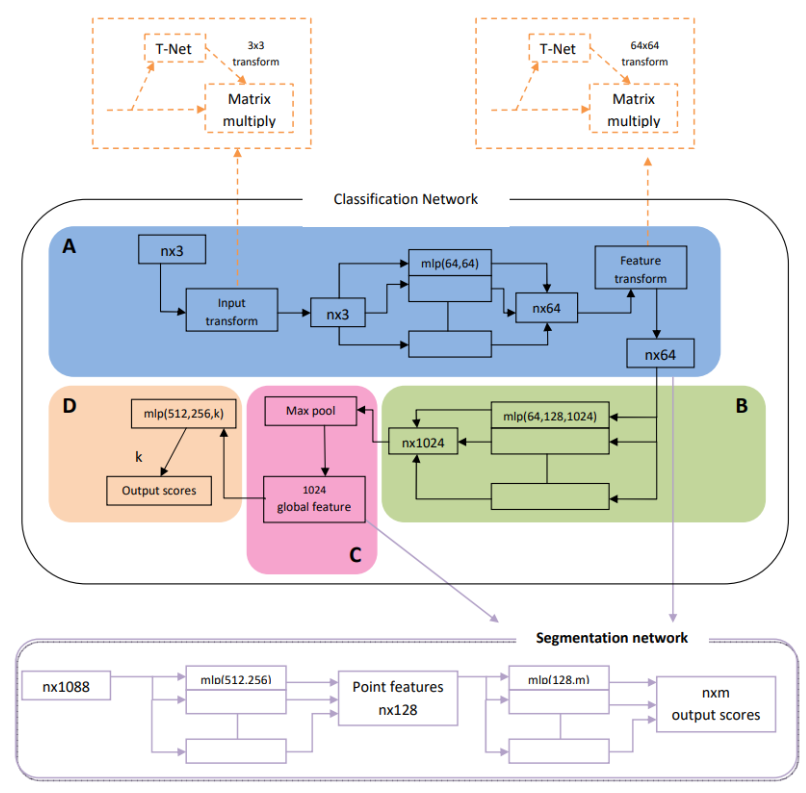 T-Net
3x3
transform
Matrix
multiply
T-Net
64x64
transform
Matrix
multiply
Classification Network
A
nx3
Input
transform
nx3
mlp(64,64)
nx64
Feature
transform
nx64
D
mlp(512,256,k)
k
Output scores
Max pool
1024
global feature
C
B
mlp(64,128,1024)
nx1024
Segmentation network
nx1088
mlp(512,256)
Point features
nx128
mlp(128,m)
nxm
output scores